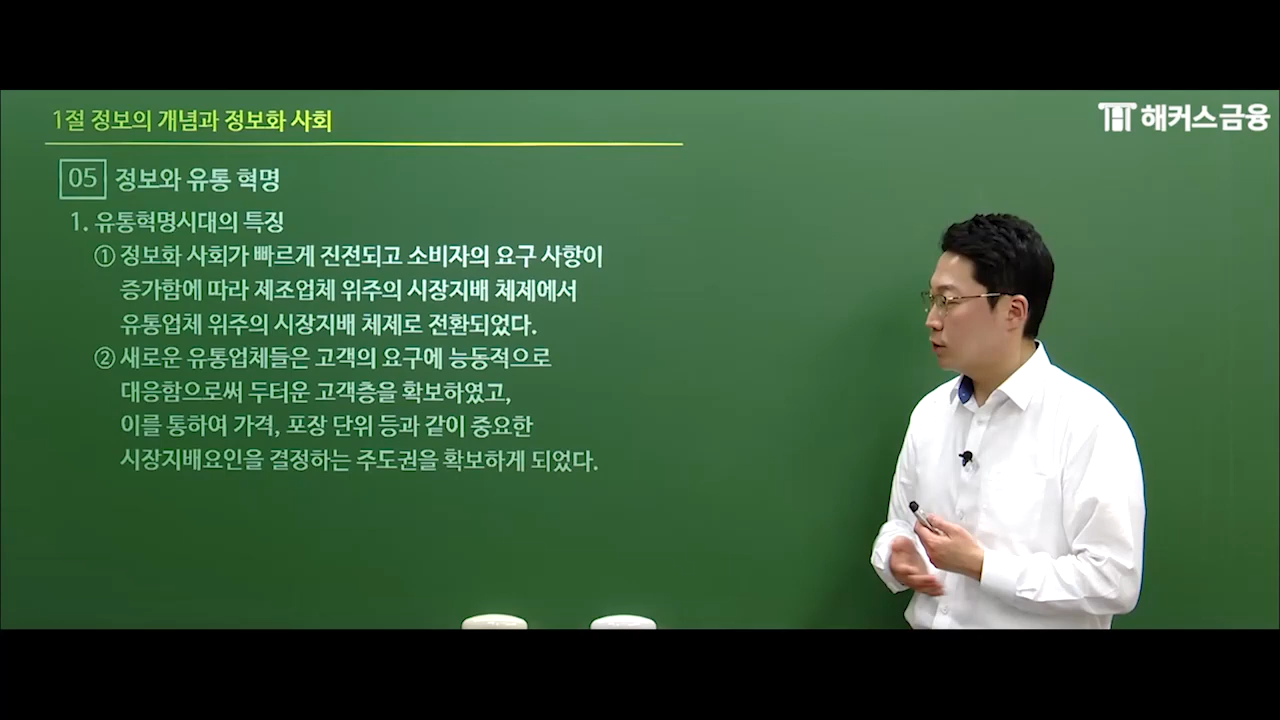 1절 정보의 개념과 정보화 사회
해커스금융
05 정보와 유통 혁명
1. 유통혁명시대의 특징
① 정보화 사회가 빠르게 진전되고 소비자의 요구 사항이
증가함에 따라 제조업체 위주의 시장지배 체제에서
유통업체 위주의 시장지배 체제로 전환되었다.
② 새로운 유통업체들은 고객의 요구에 능동적으로
대응함으로써 두터운 고객층을 확보하였고,
이를 통하여 가격, 포장 단위 등과 같이 중요한
시장지배요인을 결정하는 주도권을 확보하게 되었다.